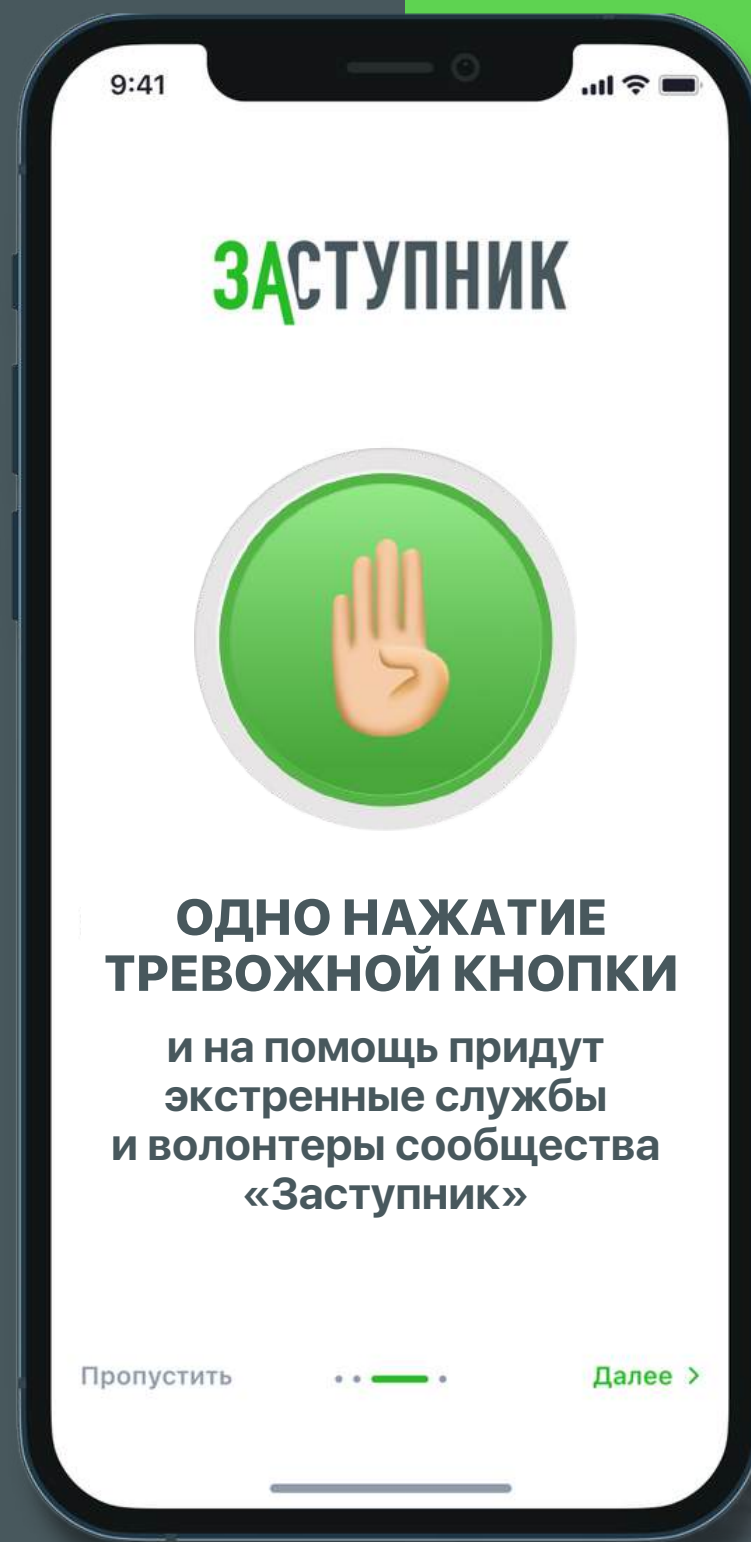 9:41
ЗАСТУПНИК
ОДНО НАЖАТИЕ
ТРЕВОЖНОЙ КНОПКИ
и на помощь придут
экстренные службы
и волонтеры сообщества
«Заступник»
Пропустить
Далее >